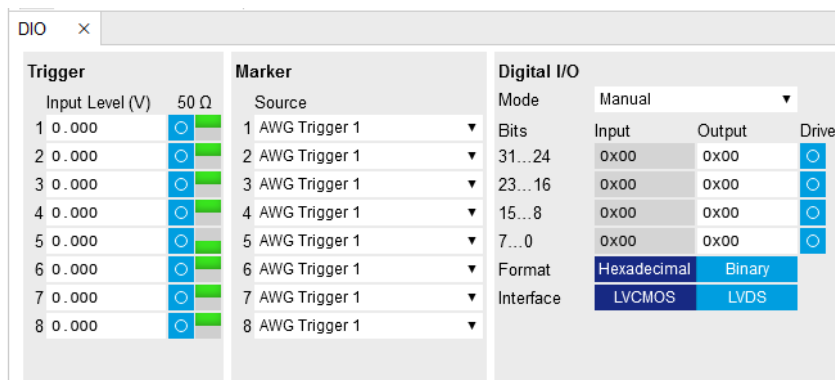 DIO ×
Trigger
Input Level (V) 50 Ω
1 0.000
2 0.000
3 0.000
4 0.000
5 0.000
6 0.000
7 0.000
8 0.000
Marker
Source
1 AWG Trigger 1
2 AWG Trigger 1
3 AWG Trigger 1
4 AWG Trigger 1
5 AWG Trigger 1
6 AWG Trigger 1
7 AWG Trigger 1
8 AWG Trigger 1
Digital I/O
Mode Manual
Bits Input Output Drive
31...24 0x00 0x00
23...16 0x00 0x00
15...8 0x00 0x00
7...0 0x00 0x00
Format Hexadecimal Binary
Interface LVCMOS LVDS